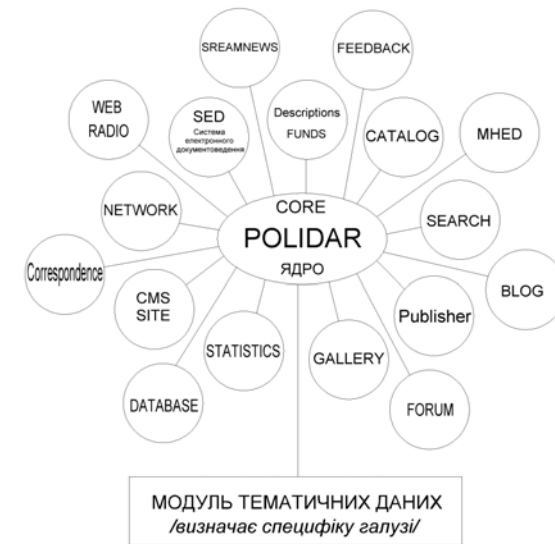 SREAMNEWS
FEEDBACK
WEB
RADIO
SED
Система
електронного
документоведення
Descriptions
FUNDS
CATALOG
MHED
NETWORK
CORE
POLIDAR
ЯДРО
SEARCH
Correspondence
CMS
SITE
STATISTICS
GALLERY
Publisher
BLOG
DATABASE
FORUM
МОДУЛЬ ТЕМАТИЧНИХ ДАНИХ
/визначає специфіку галузі/